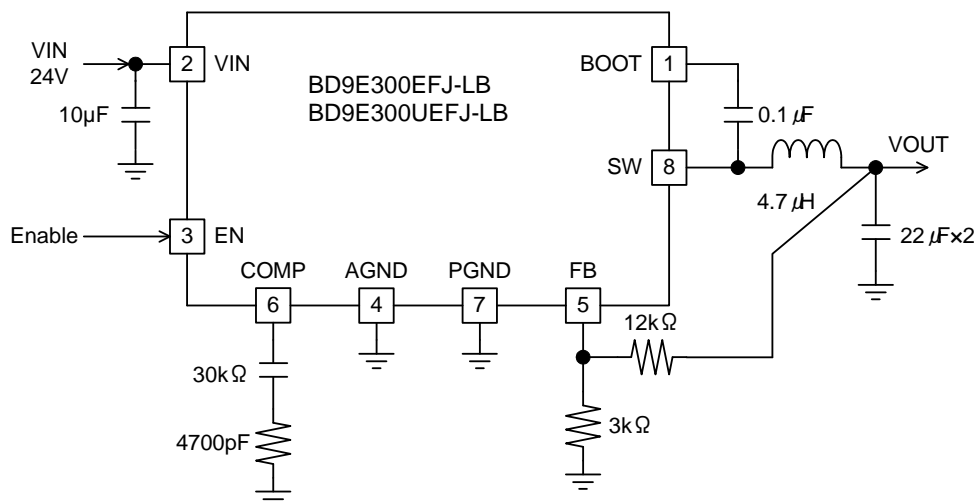 VIN
24V
2
VIN
10µF
BD9E300EFJ-LB
BD9E300UEFJ-LB
BOOT
1
0.1 µF
SW
8
VOUT
4.7 µH
22 µF×2
Enable
3
EN
COMP
6
AGND
4
PGND
7
FB
5
12kΩ
30kΩ
4700pF
3kΩ